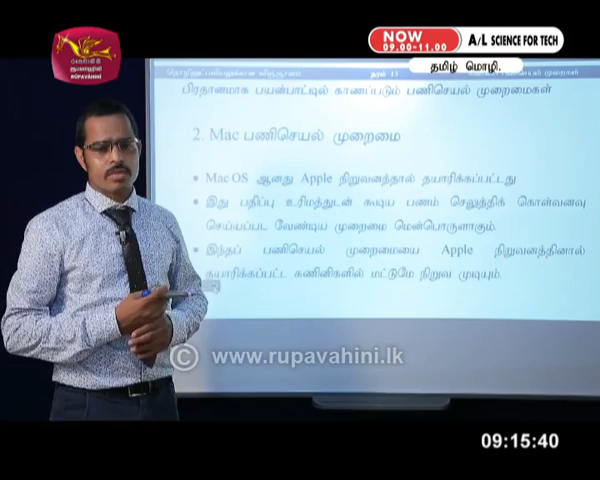 NOW
09.00-11.00
A/L SCIENCE FOR TECH
தமிழ் மொழி.
#RUPAVAHINI
தரம் 13
பிரதானமாக பயன்பாட்டில் காணப்படும் பணிசெயல் முறைமைகள்
2. Mac பணிசெயல் முறைமை
• Mac OS ஆனது Apple நிறுவனத்தால் தயாரிக்கப்பட்டது
• இது பதிப்பு உரிமத்துடன் கூடிய பணம் செலுத்திக் கொள்வனவு
செய்யப்பட வேண்டிய முறைமை மென்பொருளாகும்.
• இந்தப் பணிசெயல் முறைமையை Apple நிறுவனத்தினால்
தயாரிக்கப்பட்ட கணினிகளில் மட்டுமே நிறுவ முடியும்.
© www.rupavahini.lk
09:15:40